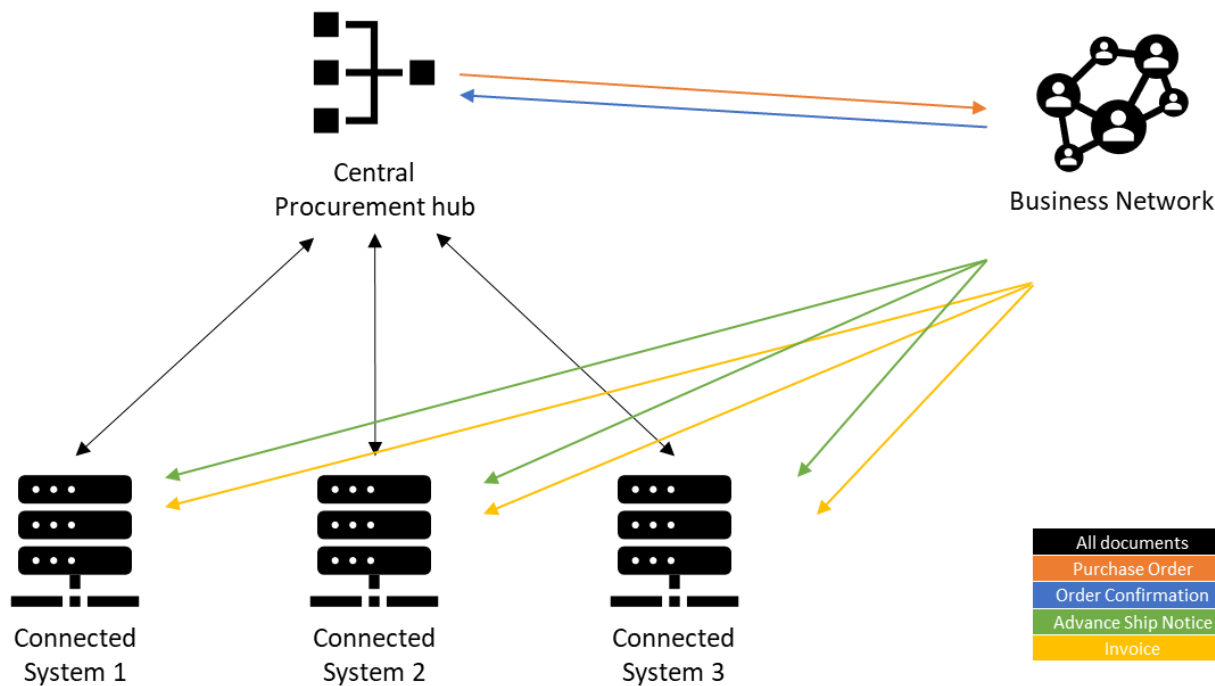 Central
Procurement hub
Business Network
Connected
System 1
Connected
System 2
Connected
System 3
All documents
Purchase Order
Order Confirmation
Advance Ship Notice
Invoice